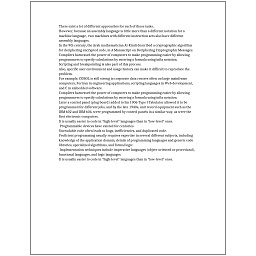 There exist a lot of different approaches for each of those tasks.
However, because an assembly language is little more than a different notation for a
machine language, two machines with different instruction sets also have different
assembly languages.
In the 9th century, the Arab mathematician Al-Kindi described a cryptographic algorithm
for deciphering encrypted code, in A Manuscript on Deciphering Cryptographic Messages.
Compilers harnessed the power of computers to make programming easier by allowing
programmers to specify calculations by entering a formula using infix notation.
Scripting and breakpointing is also part of this process.
Also, specific user environment and usage history can make it difficult to reproduce the
problem.
For example, COBOL is still strong in corporate data centers often on large mainframe
computers, Fortran in engineering applications, scripting languages in Web development,
and C in embedded software.
Compilers harnessed the power of computers to make programming easier by allowing
programmers to specify calculations by entering a formula using infix notation.
Later a control panel (plug board) added to his 1906 Type I Tabulator allowed it to be
programmed for different jobs, and by the late 1940s, unit record equipment such as the
IBM 602 and IBM 604, were programmed by control panels in a similar way, as were the
first electronic computers.
It is usually easier to code in "high-level" languages than in "low-level" ones.
Programmable devices have existed for centuries.
Unreadable code often leads to bugs, inefficiencies, and duplicated code.
Proficient programming usually requires expertise in several different subjects, including
knowledge of the application domain, details of programming languages and generic code
libraries, specialized algorithms, and formal logic.
Implementation techniques include imperative languages (object-oriented or procedural),
functional languages, and logic languages.
It is usually easier to code in "high-level" languages than in "low-level" ones.